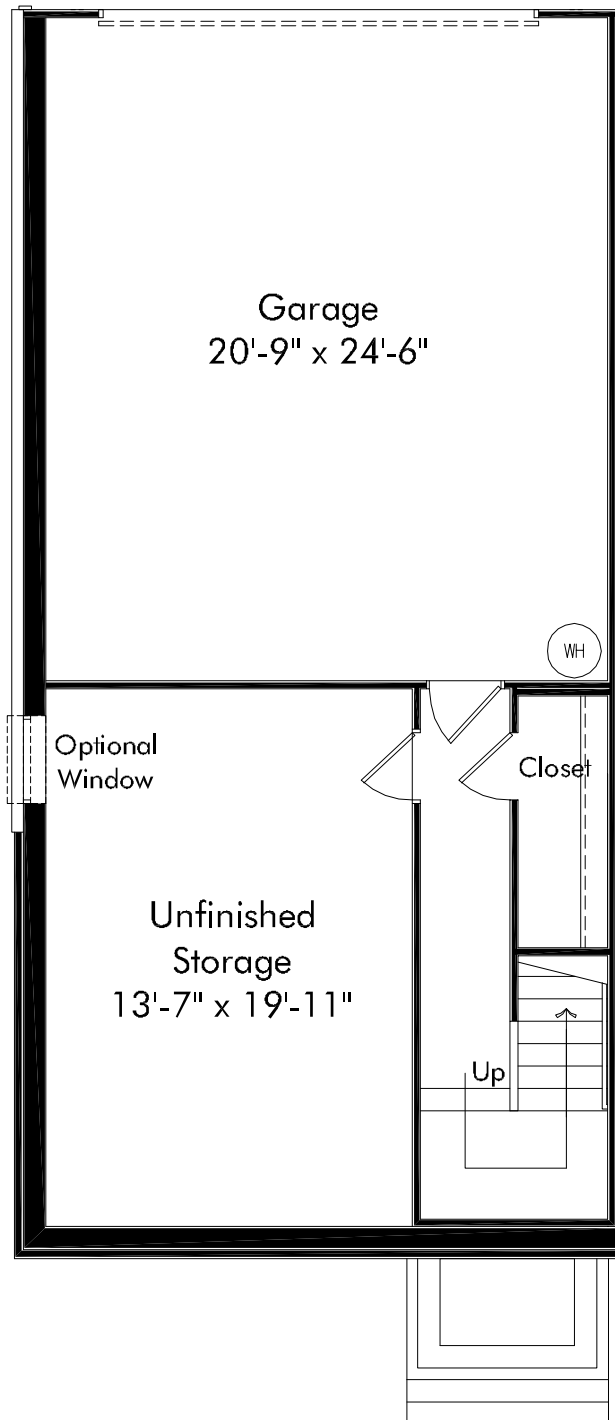 Garage
20'-9" x 24'-6"
WH
Optional
Window
Closet
Unfinished
Storage
13'-7" x 19'-11"
Up